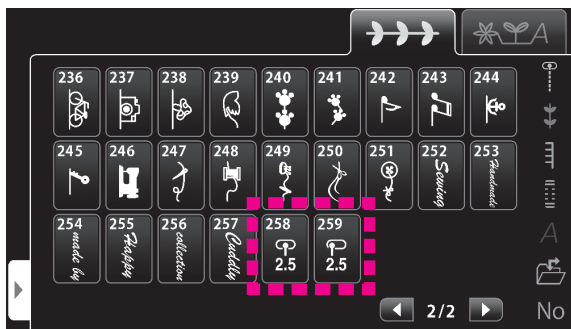 A
236 237 238 239 240 241 242 243 244
245 246 247 248 249 250 251 252 253
Sewing Handmade
254 255 256 257 258 259
made by Happy collection Cuddly 2.5 2.5
A
2/2 No